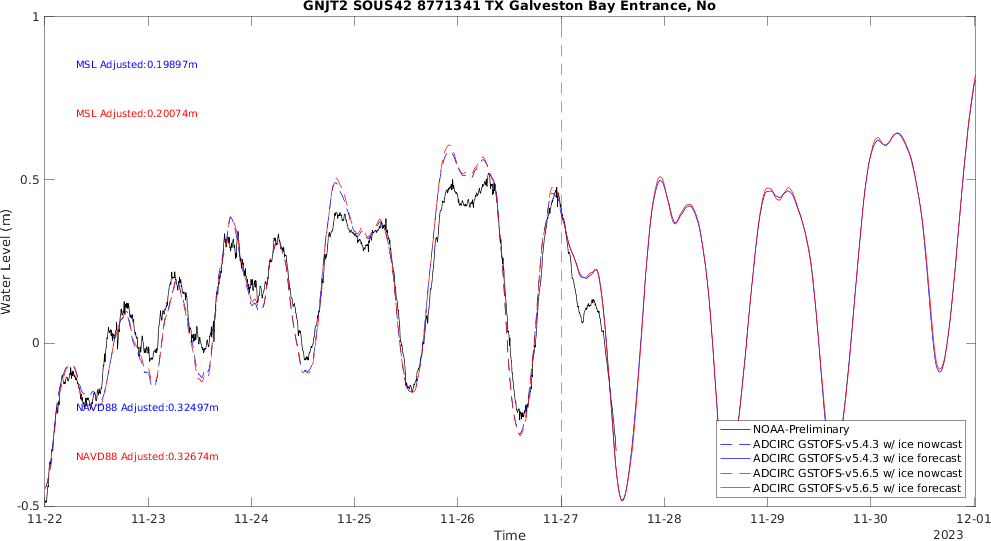 GNJT2 SOUS42 8771341 TX Galveston Bay Entrance, No
1
MSL Adjusted:0.19897m
MSL Adjusted:0.20074m
0.5
Water Level (m)
0
NAVD88 Adjusted:0.32497m
NAVD88 Adjusted:0.32674m
NOAA-Preliminary
ADCIRC GSTOFS-v5.4.3 w/ ice nowcast
ADCIRC GSTOFS-v5.4.3 w/ ice forecast
ADCIRC GSTOFS-v5.6.5 w/ ice nowcast
ADCIRC GSTOFS-v5.6.5 w/ ice forecast
-0.5
11-22 11-23 11-24 11-25 11-26 11-27 11-28 11-29 11-30 12-01
Time
2023